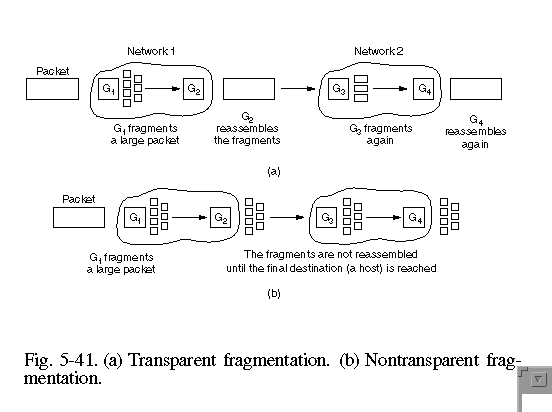 Network 1
Network 2
Packet
G1
G2
G3
G4
G1 fragments
a large packet
G2
reassembles
the fragments
G3 fragments
again
G4
reassembles
again
(a)
Packet
G1
G2
G3
G4
G1 fragments
a large packet
The fragments are not reassembled
until the final destination (a host) is reached
(b)
Fig. 5-41. (a) Transparent fragmentation. (b) Nontransparent frag-
mentation.